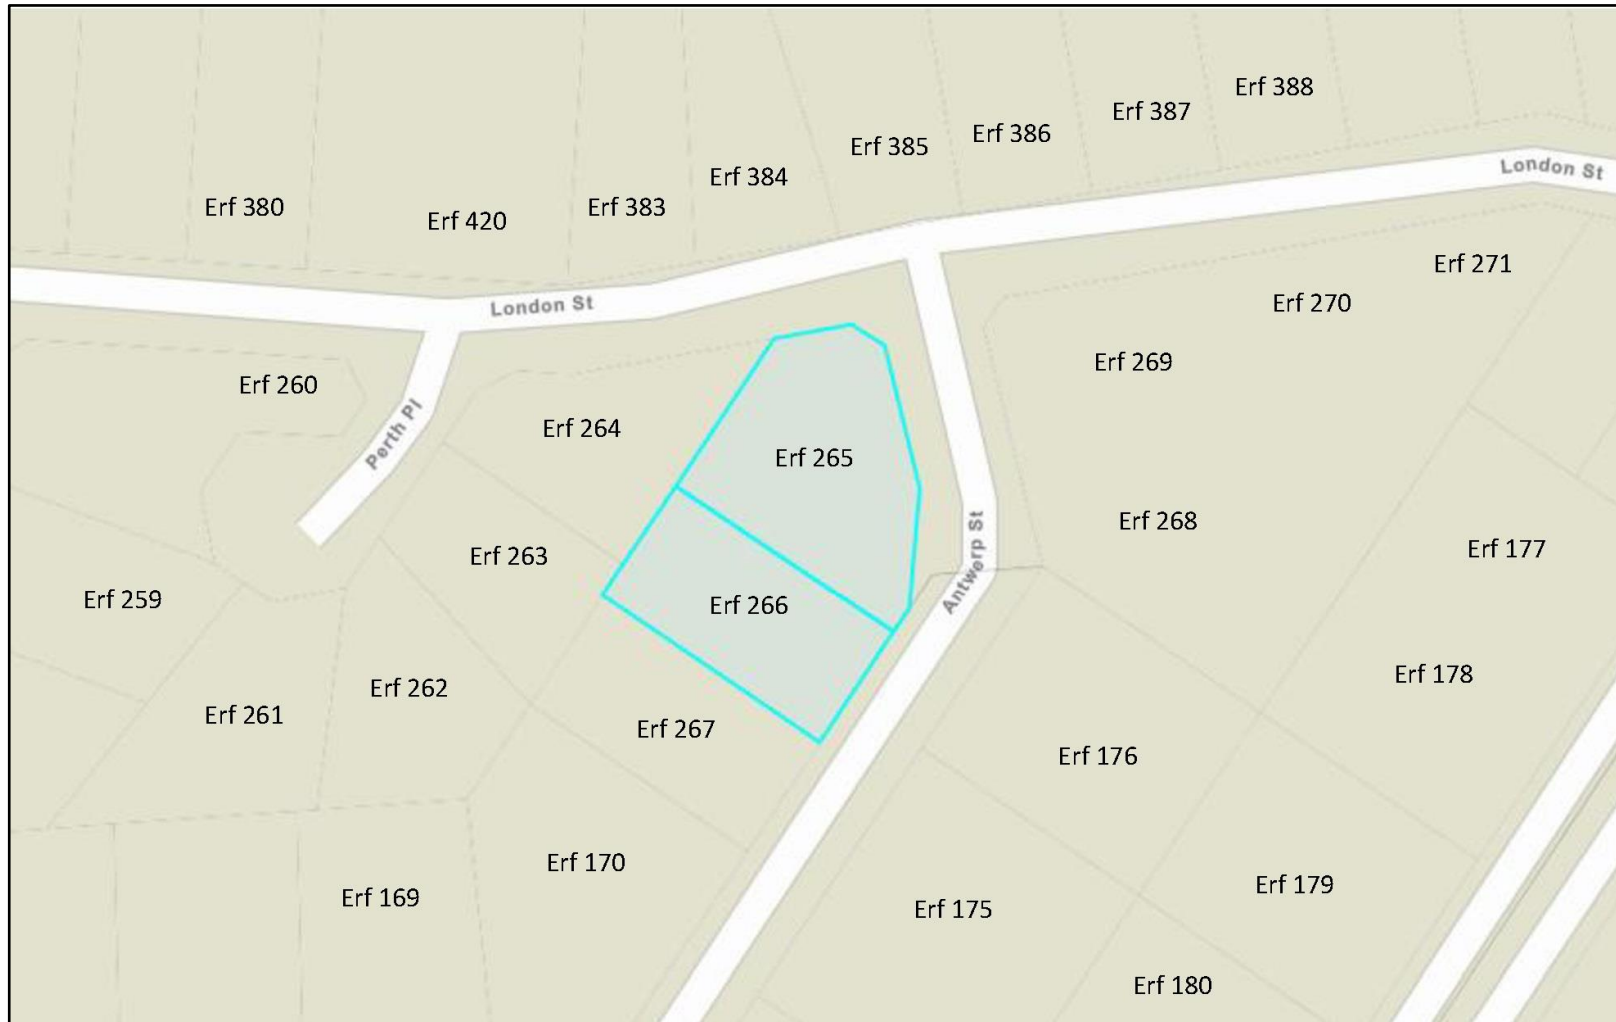 Erf 388
Erf 387
Erf 386
Erf 385
London St
Erf 384
Erf 380
Erf 383
Erf 420
Erf 271
Erf 270
London St
Erf 269
Erf 260
Erf 264
Perth Pl
Erf 265
Erf 268
Erf 177
Erf 263
Antwerp St
Erf 259
Erf 266
Erf 178
Erf 262
Erf 261
Erf 267
Erf 176
Erf 170
Erf 179
Erf 169
Erf 175
Erf 180